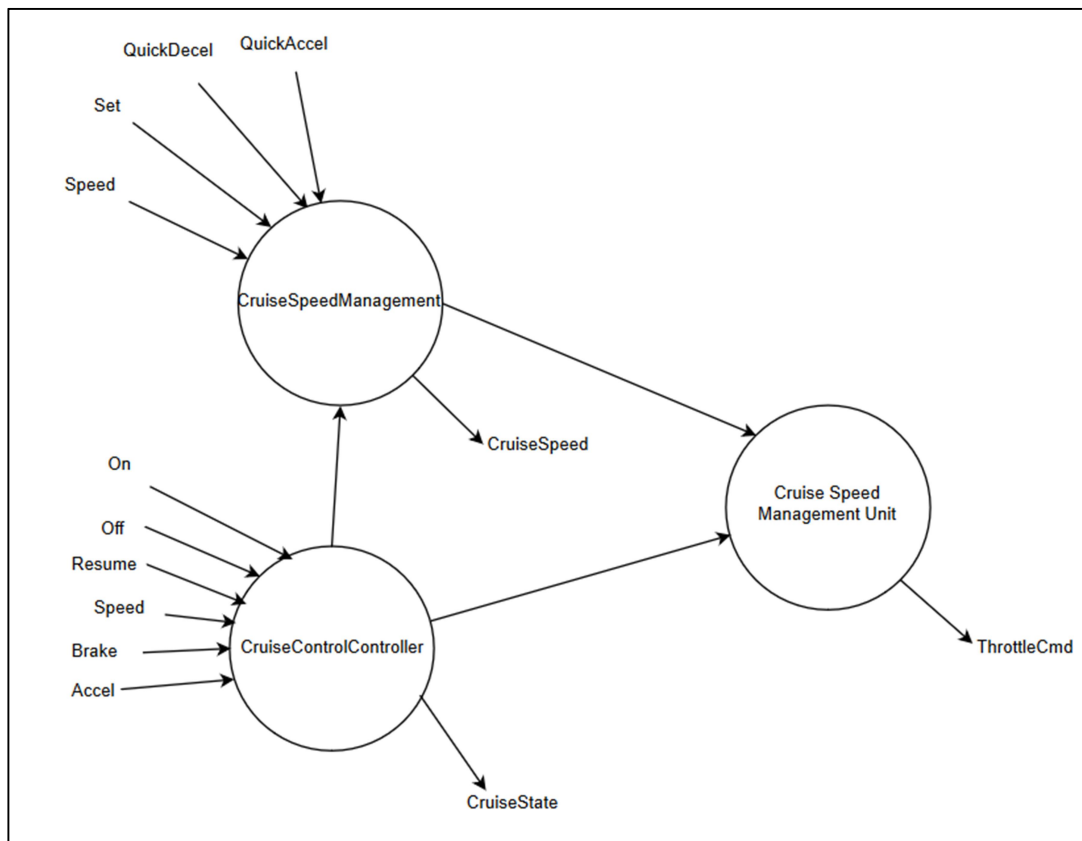 QuickDecel
QuickAccel
Set
Speed
CruiseSpeedManagement
CruiseSpeed
On
Off
Resume
Speed
Brake
Accel
CruiseControlController
CruiseState
Cruise Speed
Management Unit
ThrottleCmd